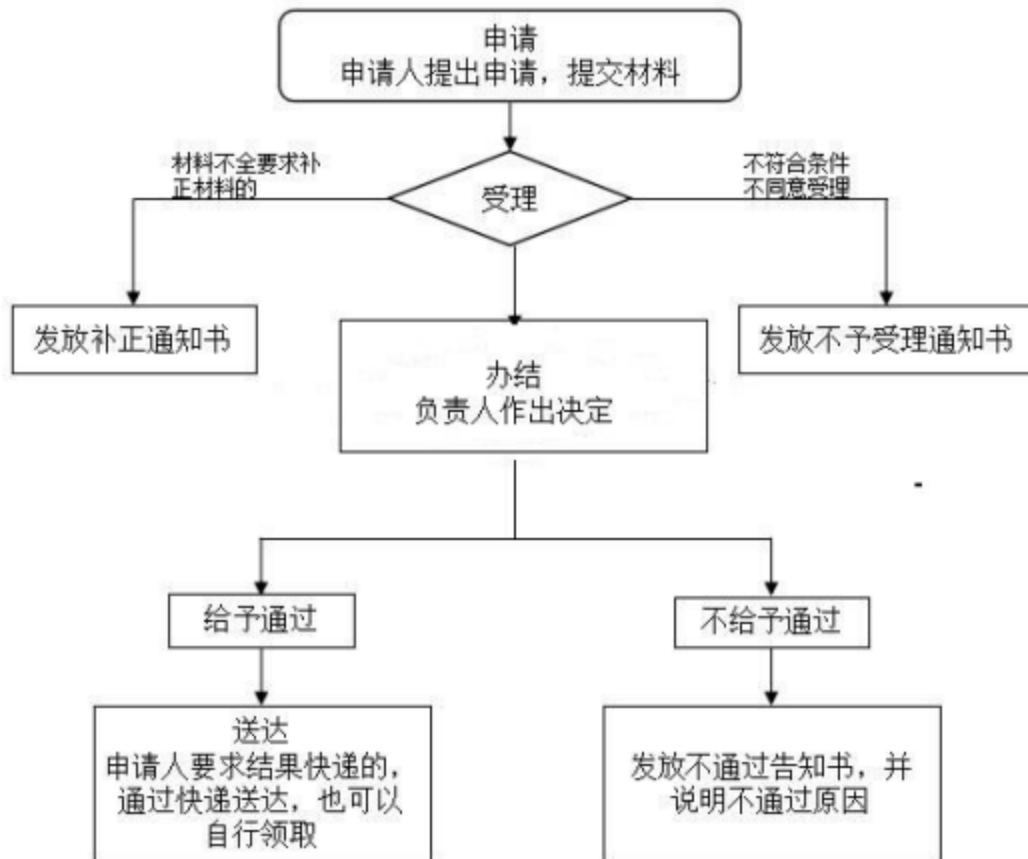 申请
申请人提出申请，提交材料
材料不全要求补
正材料的
不符合条件
不同意受理
受理
发放补正通知书
办结
负责人作出决定
发放不予受理通知书
给予通过
不给予通过
送达
申请人要求结果快递的，
通过快递送达，也可以
自行领取
发放不通过告知书，并
说明不通过原因